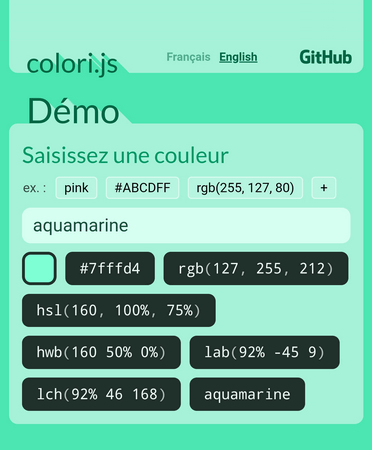 colori.js Français English GitHub
Démo
Saisissez une couleur
ex. : pink #ABCDFF rgb(255, 127, 80) +
aquamarine
#7fffd4 rgb(127, 255, 212)
hsl(160, 100%, 75%)
hwb(160 50% 0%) lab(92% -45 9)
lch(92% 46 168) aquamarine